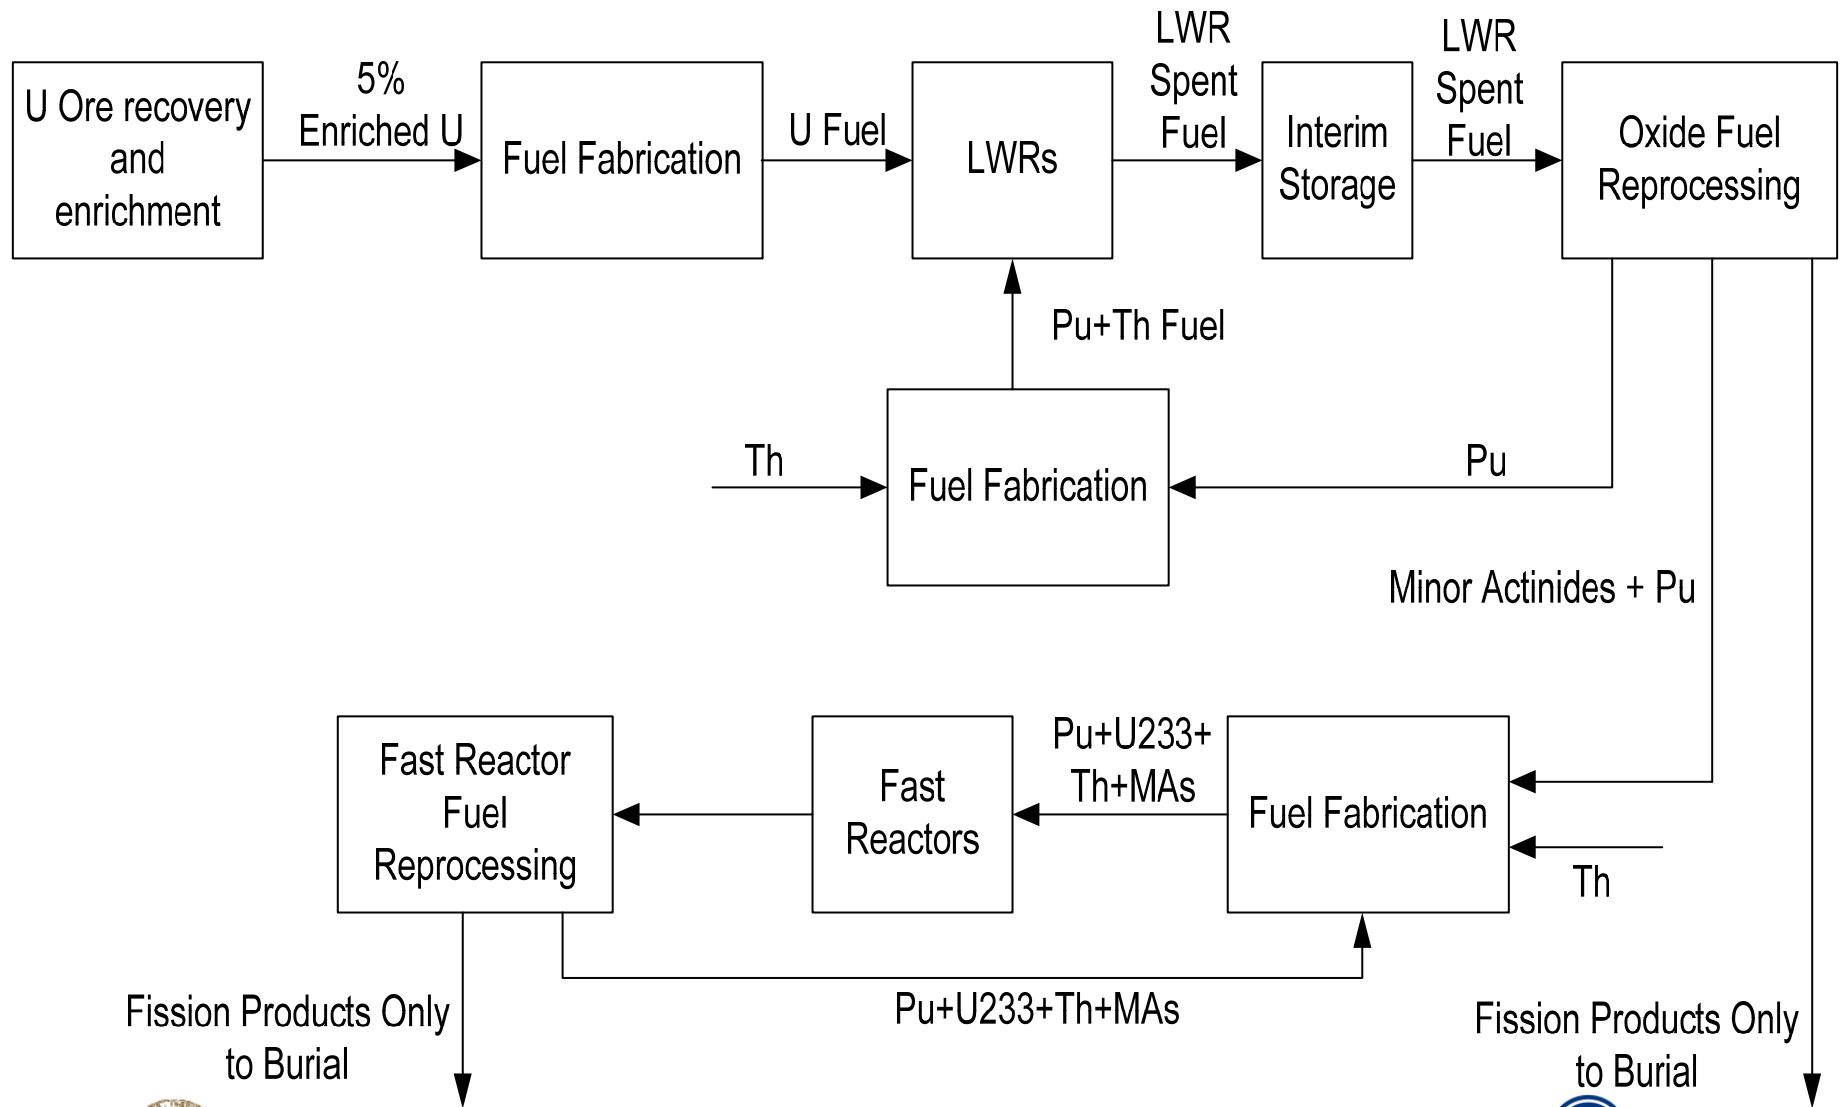 U Ore recovery
and
enrichment
5%
Enriched U
Fuel Fabrication
U Fuel
LWRs
LWR
Spent
Fuel
Interim
Storage
LWR
Spent
Fuel
Oxide Fuel
Reprocessing
Pu+Th Fuel
Th
Fuel Fabrication
Pu
Minor Actinides + Pu
Fast Reactor
Fuel
Reprocessing
Fast
Reactors
Pu+U233+
Th+MAs
Fuel Fabrication
Th
Pu+U233+Th+MAs
Fission Products Only
to Burial
Fission Products Only
to Burial